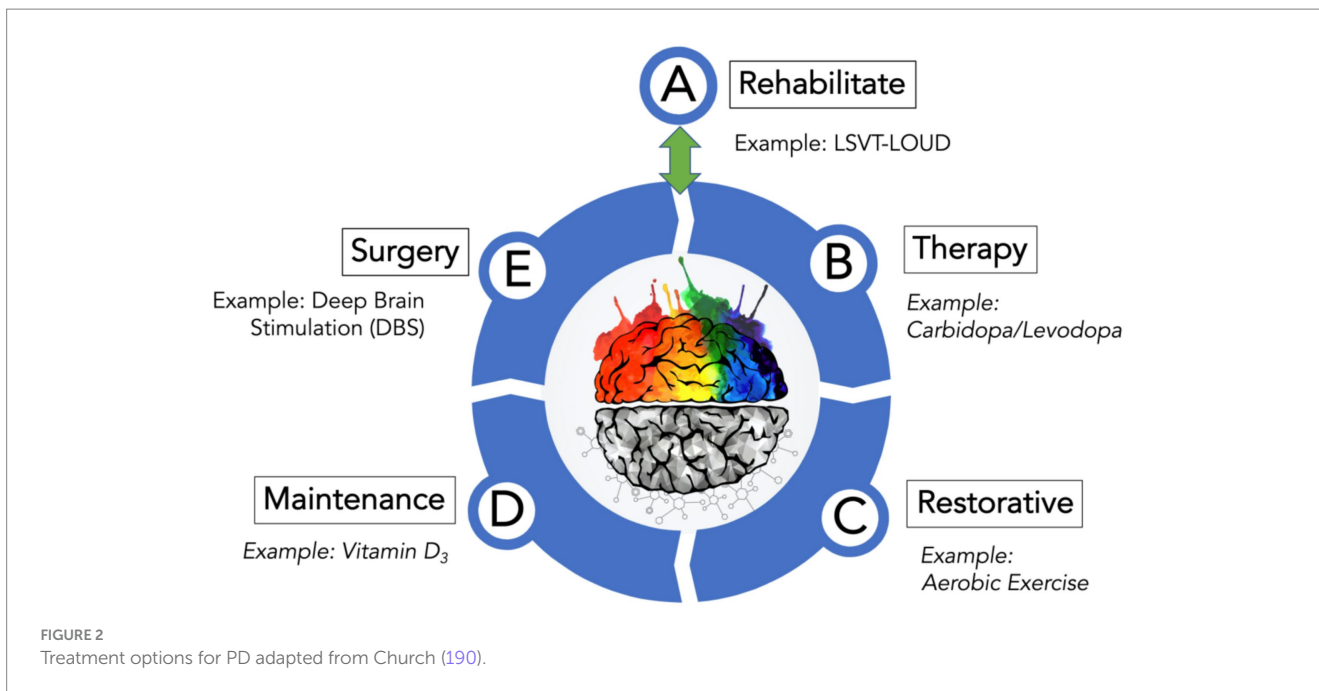 A
Rehabilitate
Example: LSVT-LOUD
B
Therapy
Example:
Carbidopa/Levodopa
C
Restorative
Example:
Aerobic Exercise
D
Maintenance
Example: Vitamin D₃
E
Surgery
Example: Deep Brain
Stimulation (DBS)
FIGURE 2
Treatment options for PD adapted from Church (190).